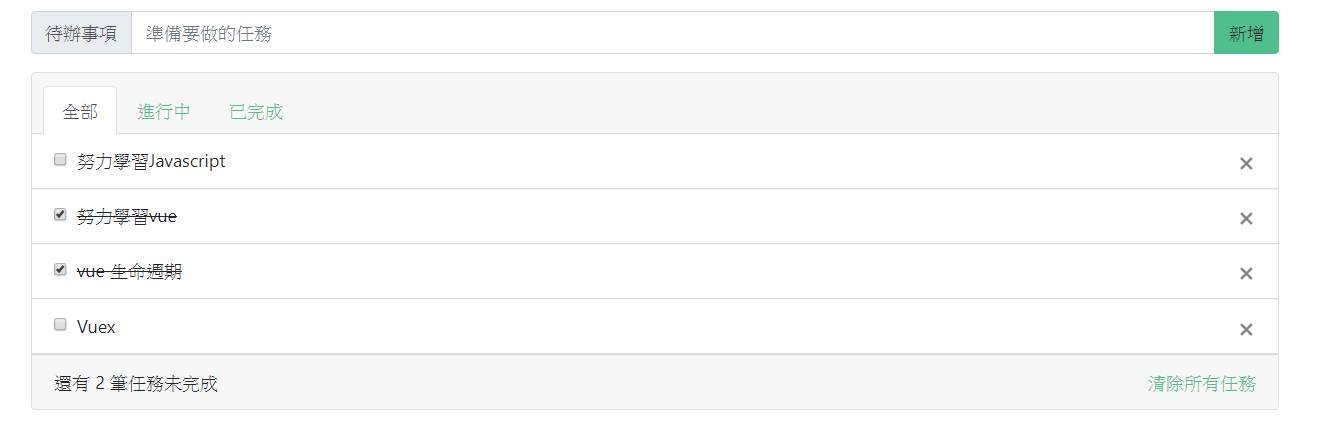 待辦事項 準備要做的任務 新增
全部 進行中 已完成
努力學習Javascript ×
努力學習vue ×
vue 生命週期 ×
Vuex ×
還有 2 筆任務未完成 清除所有任務